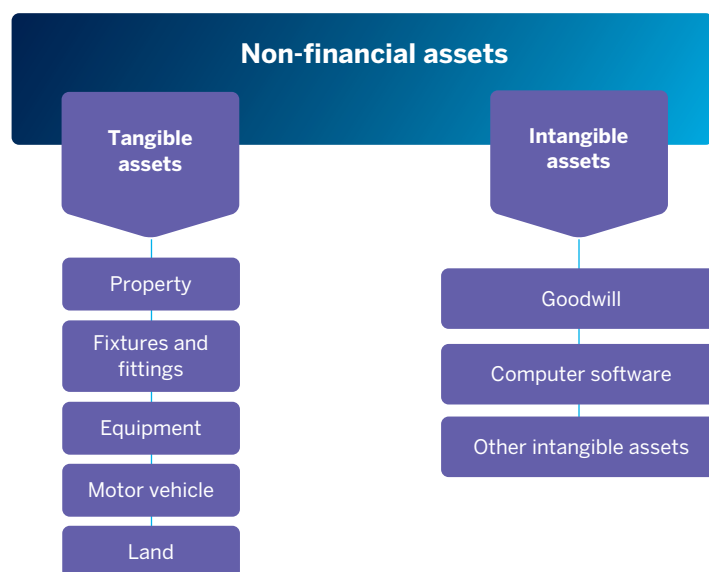 Non-financial assets
Tangible
assets
Property
Fixtures and
fittings
Equipment
Motor vehicle
Land
Intangible
assets
Goodwill
Computer software
Other intangible assets